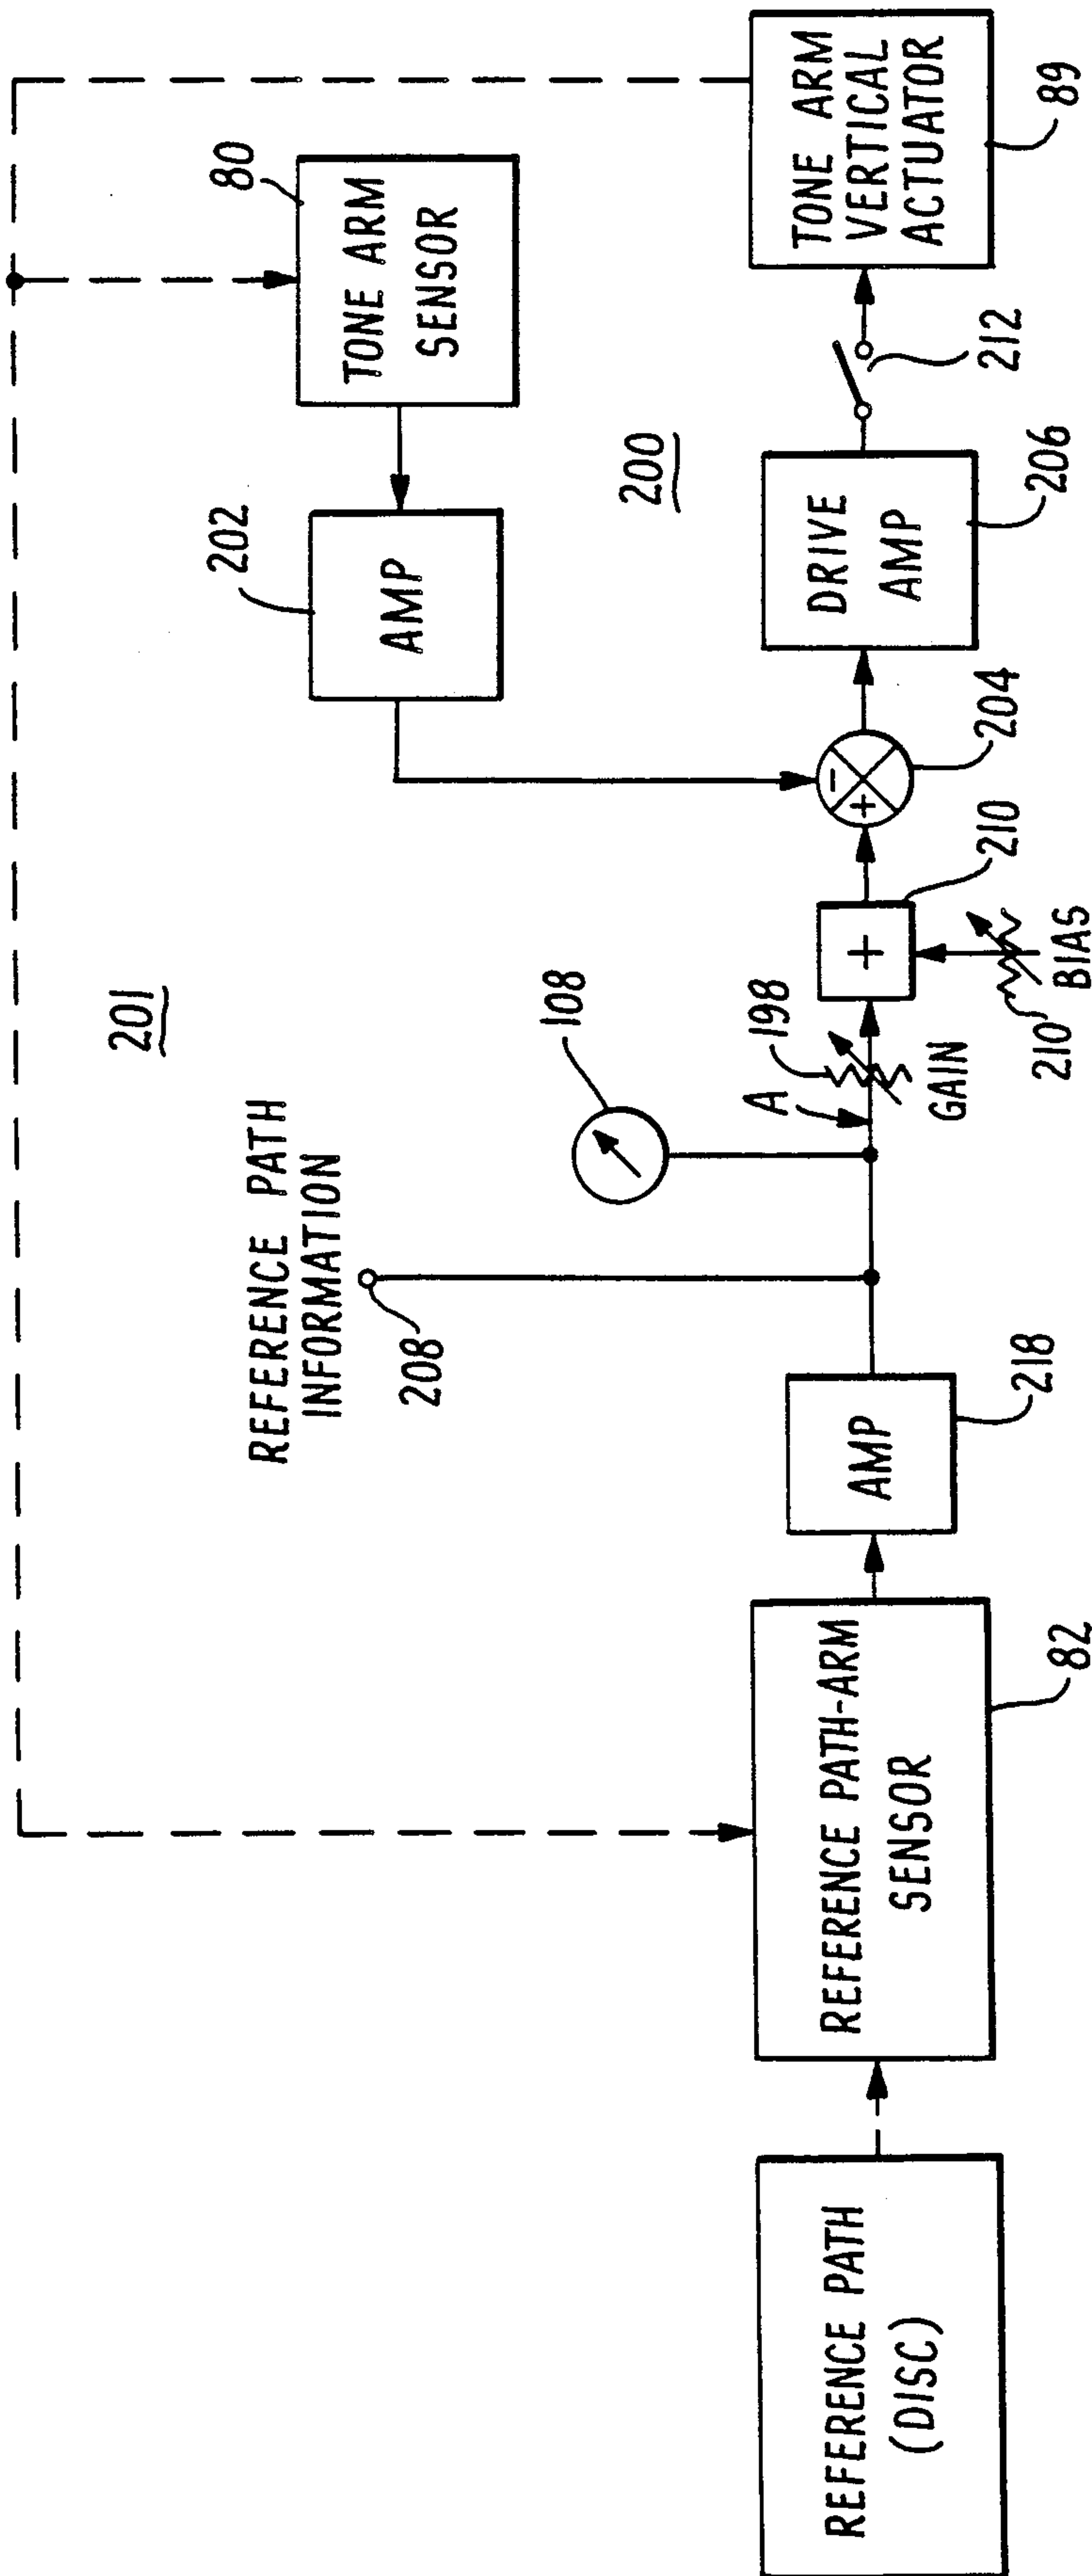 201
80
TONE ARM
SENSOR
202
AMP
200
REFERENCE PATH
INFORMATION
208
108
A
198
GAIN
210
BIAS
210'
+
-
+
204
DRIVE
AMP
206
212
TONE ARM
VERTICAL
ACTUATOR
89
AMP
218
REFERENCE PATH-ARM
SENSOR
82
REFERENCE PATH
(DISC)